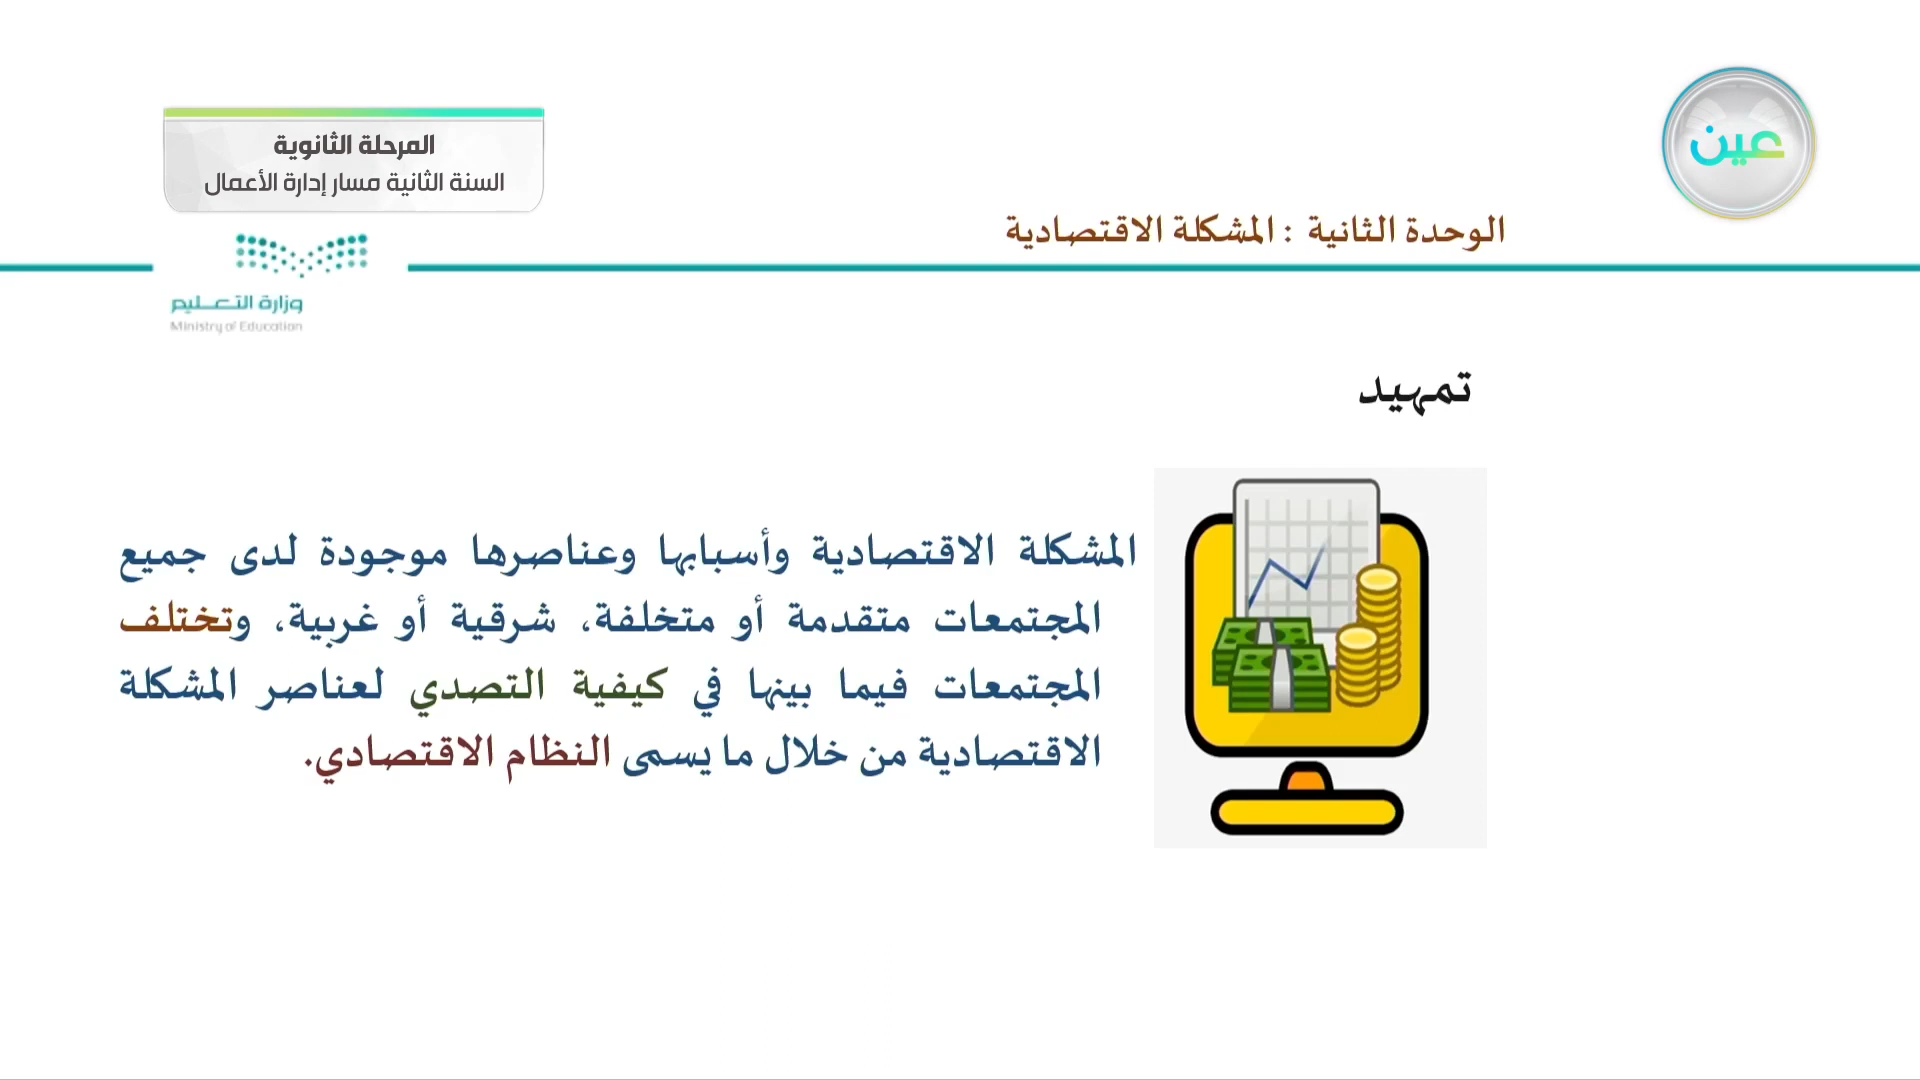 عين
المرحلة الثانوية
السنة الثانية مسار إدارة الأعمال
الوحدة الثانية : المشكلة الاقتصادية
وزارة التعليم
Ministry of Education
تمهيد
المشكلة الاقتصادية وأسبابها وعناصرها موجودة لدى جميع
المجتمعات متقدمة أو متخلفة، شرقية أو غربية، وتختلف
المجتمعات فيما بينها في كيفية التصدي لعناصر المشكلة
الاقتصادية من خلال ما يسمى النظام الاقتصادي.